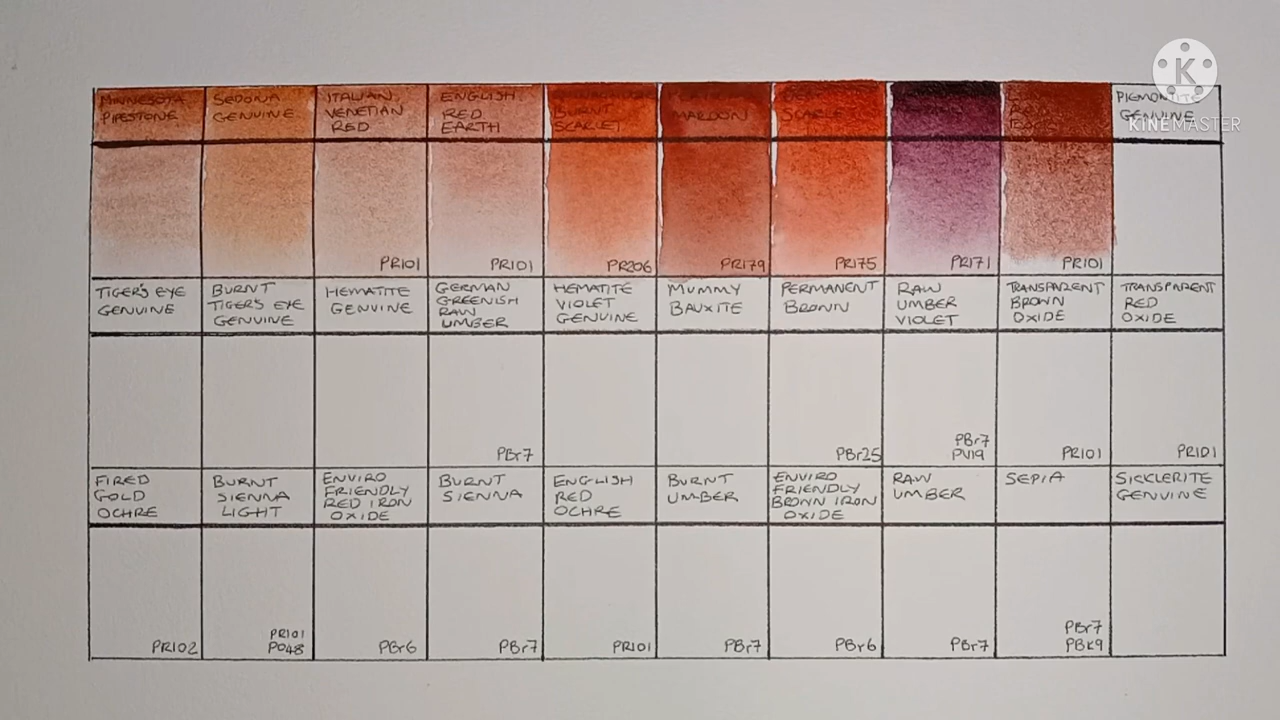 MINNESOTA
PIPESTONE
SEDONA
GENUINE
ITALIAN
VENETIAN
RED
ENGLISH
RED
EARTH
BURNT
SCARLET
MAROON
SCARLET
PIEMONTITE
GENUINE
K
KINEMASTER
PR101
PR101
PR206
PR179
PR175
PR171
PR101
TIGER'S EYE
GENUINE
BURNT
TIGER'S EYE
GENUINE
HEMATITE
GENUINE
GERMAN
GREENISH
RAW
UMBER
HEMATITE
VIOLET
GENUINE
MUMMY
BAUXITE
PERMANENT
BROWN
RAW
UMBER
VIOLET
TRANSPARENT
BROWN
OXIDE
TRANSPARENT
RED
OXIDE
PBr7
PBr25
PBr7
PV19
PR101
PR101
FIRED
GOLD
OCHRE
BURNT
SIENNA
LIGHT
ENVIRO
FRIENDLY
RED IRON
OXIDE
BURNT
SIENNA
ENGLISH
RED
OCHRE
BURNT
UMBER
ENVIRO
FRIENDLY
BROWN IRON
OXIDE
RAW
UMBER
SEPIA
SICKLERITE
GENUINE
PR102
PR101
PO48
PBr6
PBr7
PR101
PBr7
PBr6
PBr7
PBr7
PBk9